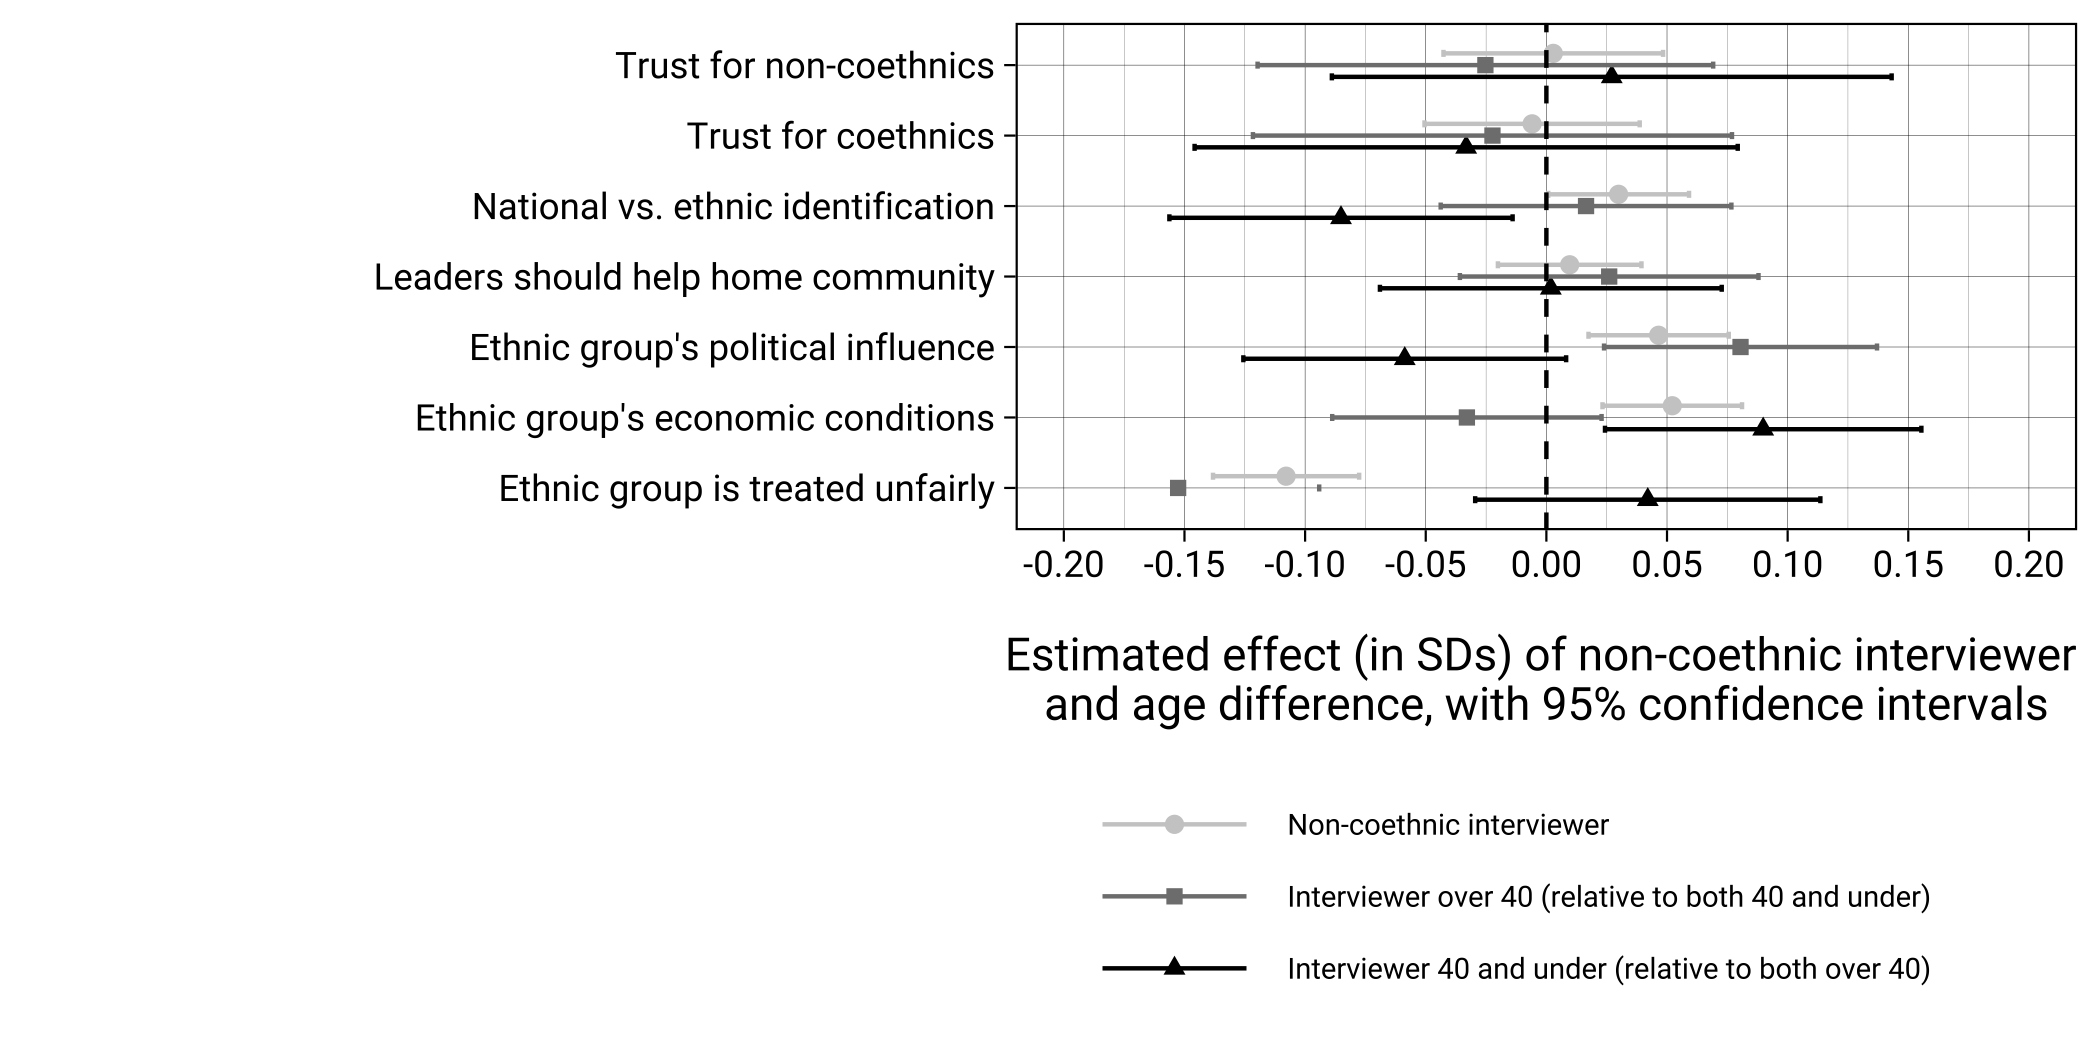 Trust for non-coethnics
Trust for coethnics
National vs. ethnic identification
Leaders should help home community
Ethnic group's political influence
Ethnic group's economic conditions
Ethnic group is treated unfairly
-0.20 -0.15 -0.10 -0.05 0.00 0.05 0.10 0.15 0.20
Estimated effect (in SDs) of non-coethnic interviewer
and age difference, with 95% confidence intervals
Non-coethnic interviewer
Interviewer over 40 (relative to both 40 and under)
Interviewer 40 and under (relative to both over 40)